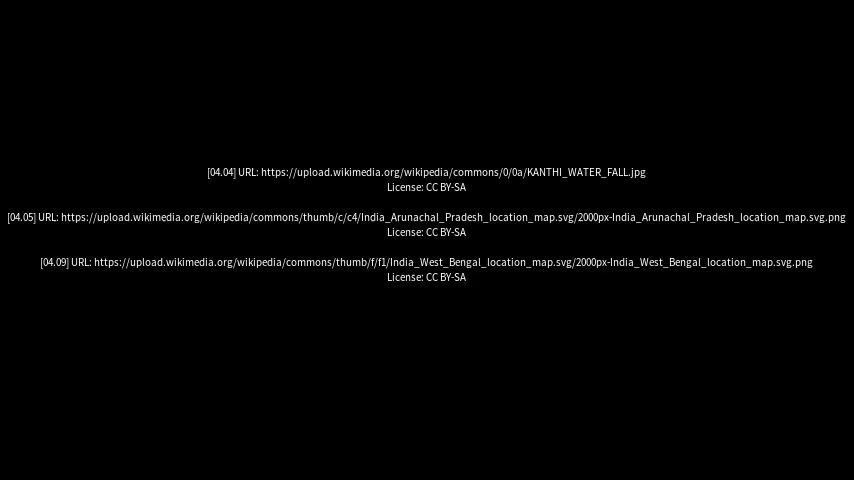 [04.04] URL: https://upload.wikimedia.org/wikipedia/commons/0/0a/KANTHI_WATER_FALL.jpg
License: CC BY-SA
[04.05] URL: https://upload.wikimedia.org/wikipedia/commons/thumb/c/c4/India_Arunachal_Pradesh_location_map.svg/2000px-India_Arunachal_Pradesh_location_map.svg.png
License: CC BY-SA
[04.09] URL: https://upload.wikimedia.org/wikipedia/commons/thumb/f/f1/India_West_Bengal_location_map.svg/2000px-India_West_Bengal_location_map.svg.png
License: CC BY-SA